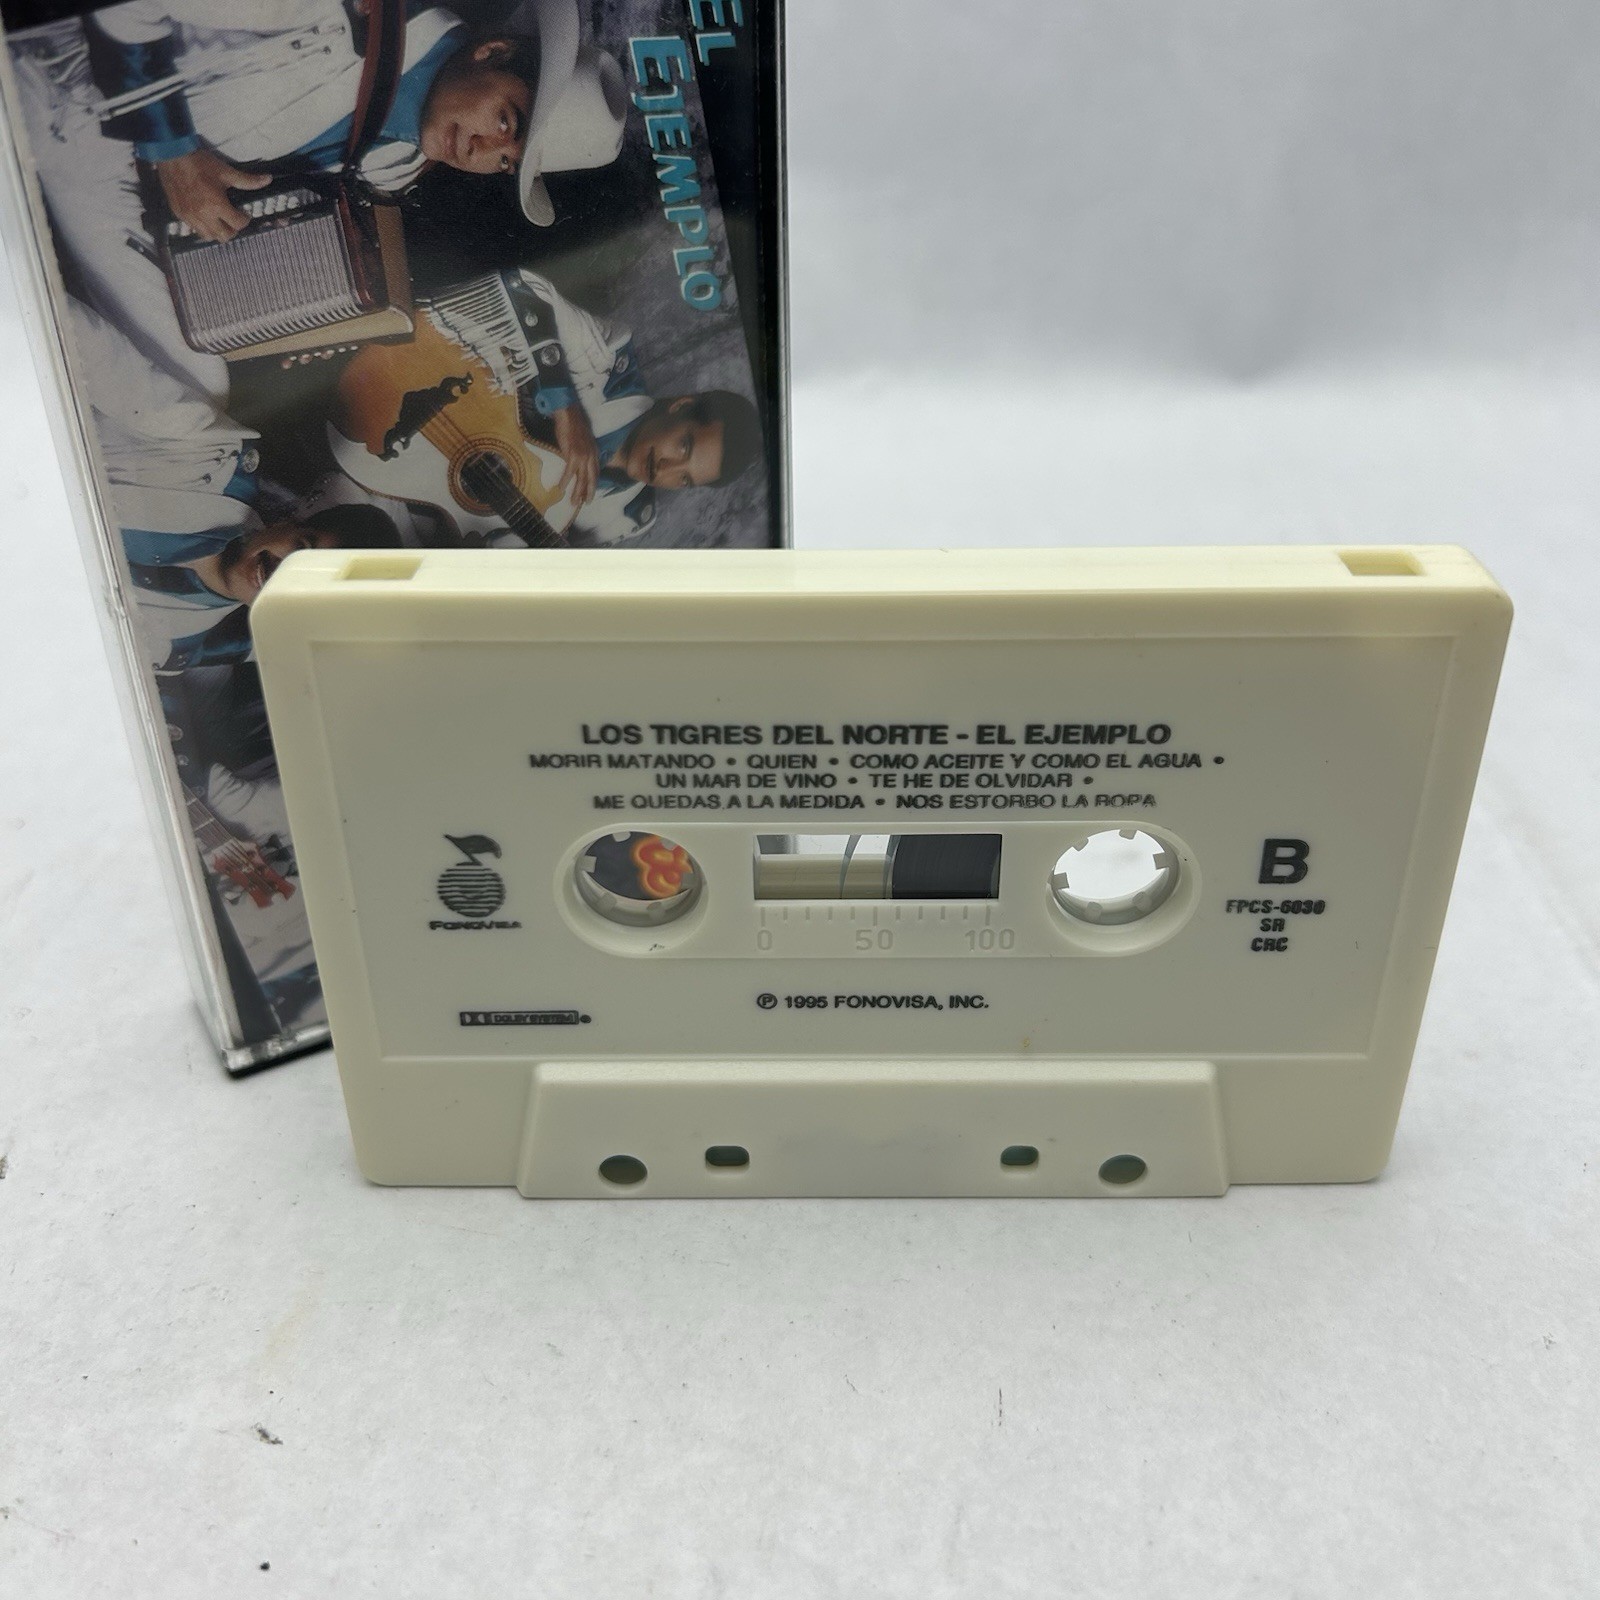 EL
EJEMPLO
LOS TIGRES DEL NORTE - EL EJEMPLO
MORIR MATANDO • QUIEN • COMO ACEITE Y COMO EL AGUA •
UN MAR DE VINO • TE HE DE OLVIDAR •
ME QUEDAS A LA MEDIDA • NOS ESTORBO LA ROPA
FONOVISA
B
FPCS-6030
SR
CRC
0 50 100
℗ 1995 FONOVISA, INC.
DOLBY SYSTEM